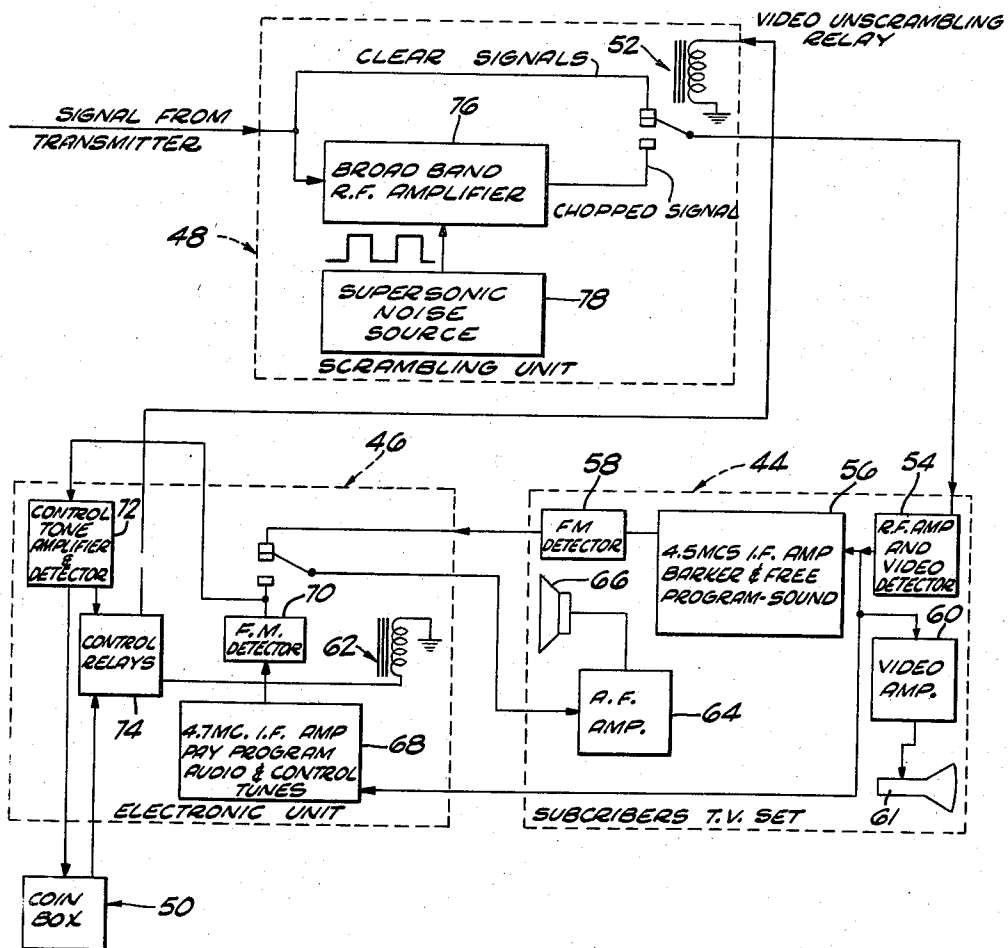 VIDEO UNSCRAMBLING
RELAY
52
CLEAR SIGNALS
SIGNAL FROM
TRANSMITTER
76
BROAD BAND
R.F. AMPLIFIER
CHOPPED SIGNAL
48
SUPERSONIC
NOISE
SOURCE
78
SCRAMBLING UNIT
46
44
58
56
54
CONTROL
TONE
AMPLIFIER
&
DETECTOR
72
FM
DETECTOR
4.5MCS I.F. AMP
BARKER & FREE
PROGRAM-SOUND
R.F. AMP
AND
VIDEO
DETECTOR
66
70
60
CONTROL
RELAYS
F.M.
DETECTOR
62
VIDEO
AMP.
A.F.
AMP.
64
74
4.7MC. I.F. AMP
PAY PROGRAM
AUDIO & CONTROL
TUNES
68
61
ELECTRONIC UNIT
SUBCRIBERS T.V. SET
COIN
BOX
50